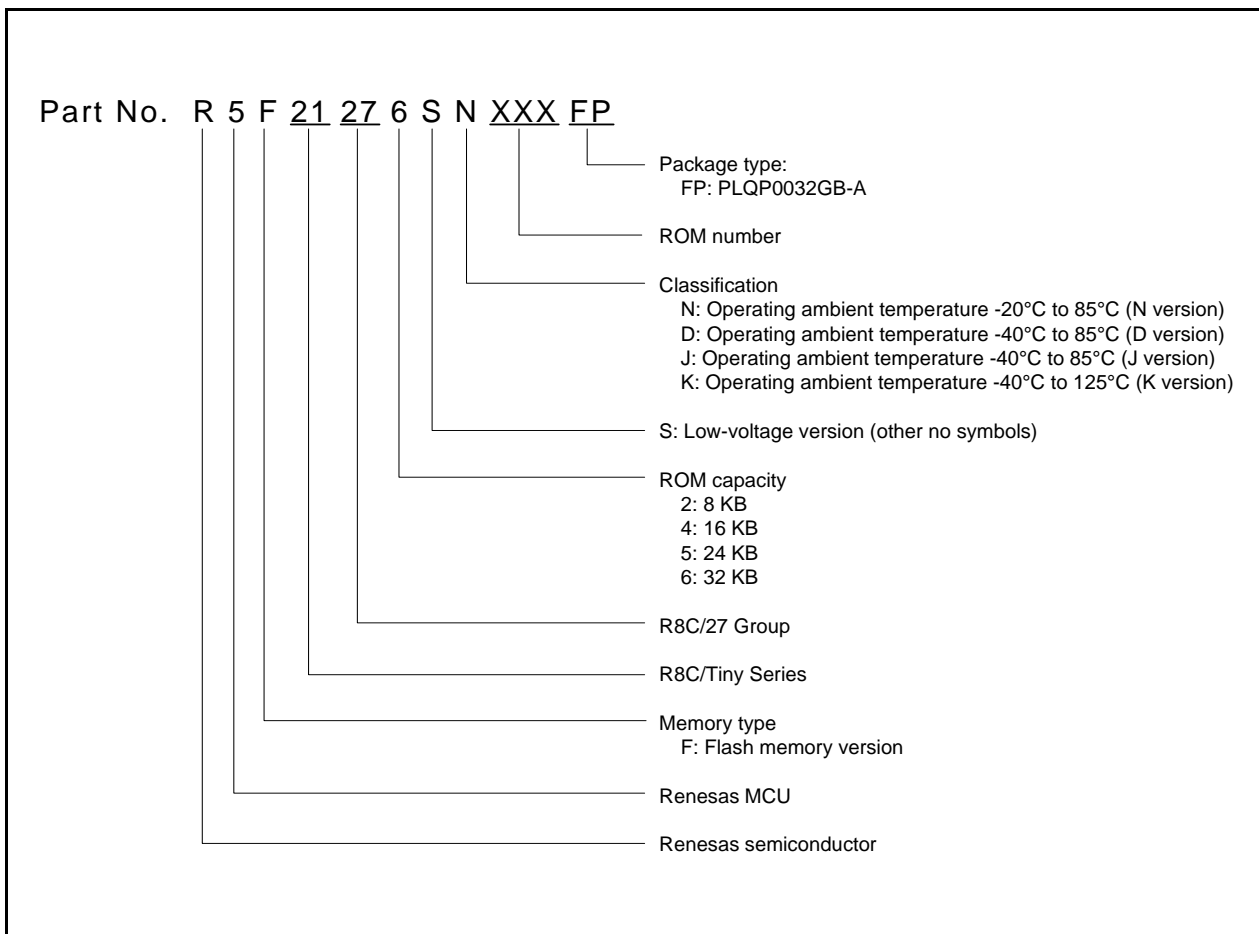 Part No. R 5 F 21 27 6 S N XXX FP
Package type:
FP: PLQP0032GB-A
ROM number
Classification
N: Operating ambient temperature -20°C to 85°C (N version)
D: Operating ambient temperature -40°C to 85°C (D version)
J: Operating ambient temperature -40°C to 85°C (J version)
K: Operating ambient temperature -40°C to 125°C (K version)
S: Low-voltage version (other no symbols)
ROM capacity
2: 8 KB
4: 16 KB
5: 24 KB
6: 32 KB
R8C/27 Group
R8C/Tiny Series
Memory type
F: Flash memory version
Renesas MCU
Renesas semiconductor